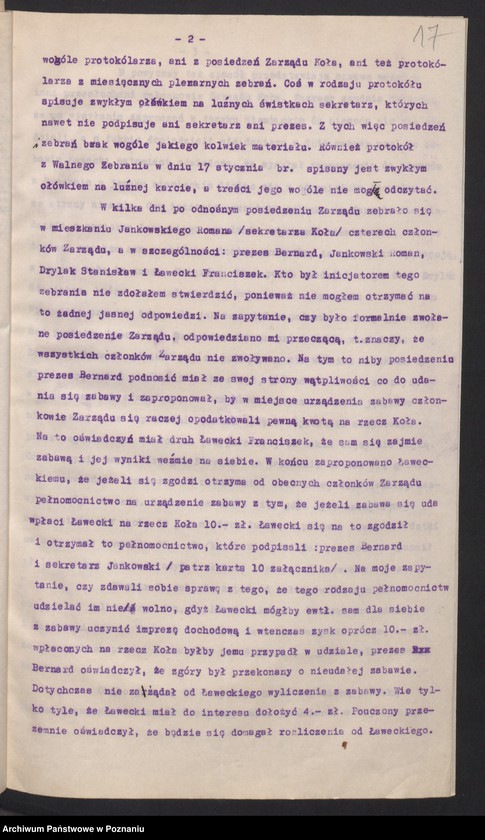 - 2 -
17
wogóle protokólarza, ani z posiedzeń Zarządu Koła, ani też protokó-
larza z miesięcznych plenarnych zebrań. Coś w rodzaju protokółu
spisuje zwykłym ołówkiem na luźnych świstkach sekretarz, których
nawet nie podpisuje ani sekretarz ani prezes. Z tych więc posiedzeń
i zebrań brak wogóle jakiego kolwiek materiału. Również protokół
z Walnego Zebrania w dniu 17 stycznia br. spisany jest zwykłym
ołówkiem na luźnej karcie, a treści jego wogóle nie mogę odczytać.
W kilka dni po odnośnym posiedzeniu Zarządu zebrało się
w mieszkaniu Jankowskiego Romana /sekretarza Koła/ czterech człon-
ków Zarządu, a w szczególności: prezes Bernard, Jankowski Roman,
Drylak Stanisław i Ławecki Franciszek. Kto był inicjatorem tego
zebrania nie zdołałem stwierdzić, ponieważ nie mogłem otrzymać na
to żadnej jasnej odpowiedzi. Na zapytanie, czy było formalnie zwoła-
ne posiedzenie Zarządu, odpowiedziano mi przeczącą, t.znaczy, że
wszystkich członków Zarządu nie zwoływano. Na tym to niby posiedzeniu
prezes Bernard podnosić miał ze swej strony wątpliwości co do uda-
nia się zabawy i zaproponował, by w miejsce urządzenia zabawy człon-
kowie Zarządu się raczej opodatkowali pewną kwotą na rzecz Koła.
Na to oświadczyć miał druh Ławecki Franciszek, że sam się zajmie
zabawą i jej wyniki weźmie na siebie. W końcu zaproponowano Ławec-
kiemu, że jeżeli się zgodzi otrzyma od obecnych członków Zarządu
pełnomocnictwo na urządzenie zabawy z tym, że jeżeli zabawa się uda
wpłaci Ławecki na rzecz Koła 10.- zł. Ławecki się na to zgodził
i otrzymał to pełnomocnictwo, które podpisali :prezes Bernard
i sekretarz Jankowski / patrz karta 10 załącznika/ . Na moje zapy-
tanie, czy zdawali sobie sprawę z tego, że tego rodzaju pełnomocnictw
udzielać im nie wolno, gdyż Ławecki mógłby ewtl. sam dla siebie
z zabawy uczynić imprezę dochodową i wtenczas zysk oprócz 10.- zł.
wpłaconych na rzecz Koła byłby jemu przypadł w udziele, prezes
Bernard oświadczył, że zgóry był przekonany o nieudałej zabawie.
Dotychczas nie zażądał od Ławeckiego wyliczenia z zabawy. Wie tyl-
ko tyle, że Ławecki miał do interesu dołożyć 4.- zł. Pouczony prze-
zemnie oświadczył, że będzie się domagał rozliczenia od Ławeckiego.
Archiwum Państwowe w Poznaniu